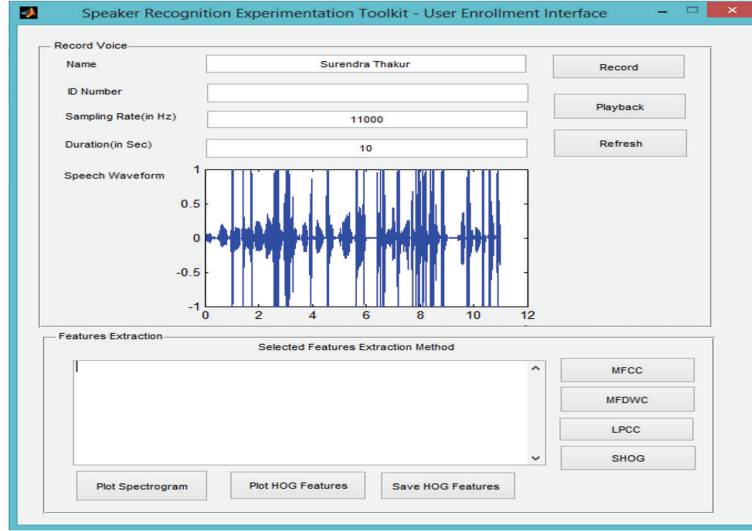 Speaker Recognition Experimentation Toolkit - User Enrollment Interface
Record Voice
Name
Surendra Thakur
Record
ID Number
Playback
Sampling Rate(in Hz)
11000
Duration(in Sec)
10
Refresh
Speech Waveform
1
0.5
0
-0.5
-1
0 2 4 6 8 10 12
Features Extraction
Selected Features Extraction Method
MFCC
MFDWC
LPCC
SHOG
Plot Spectrogram
Plot HOG Features
Save HOG Features